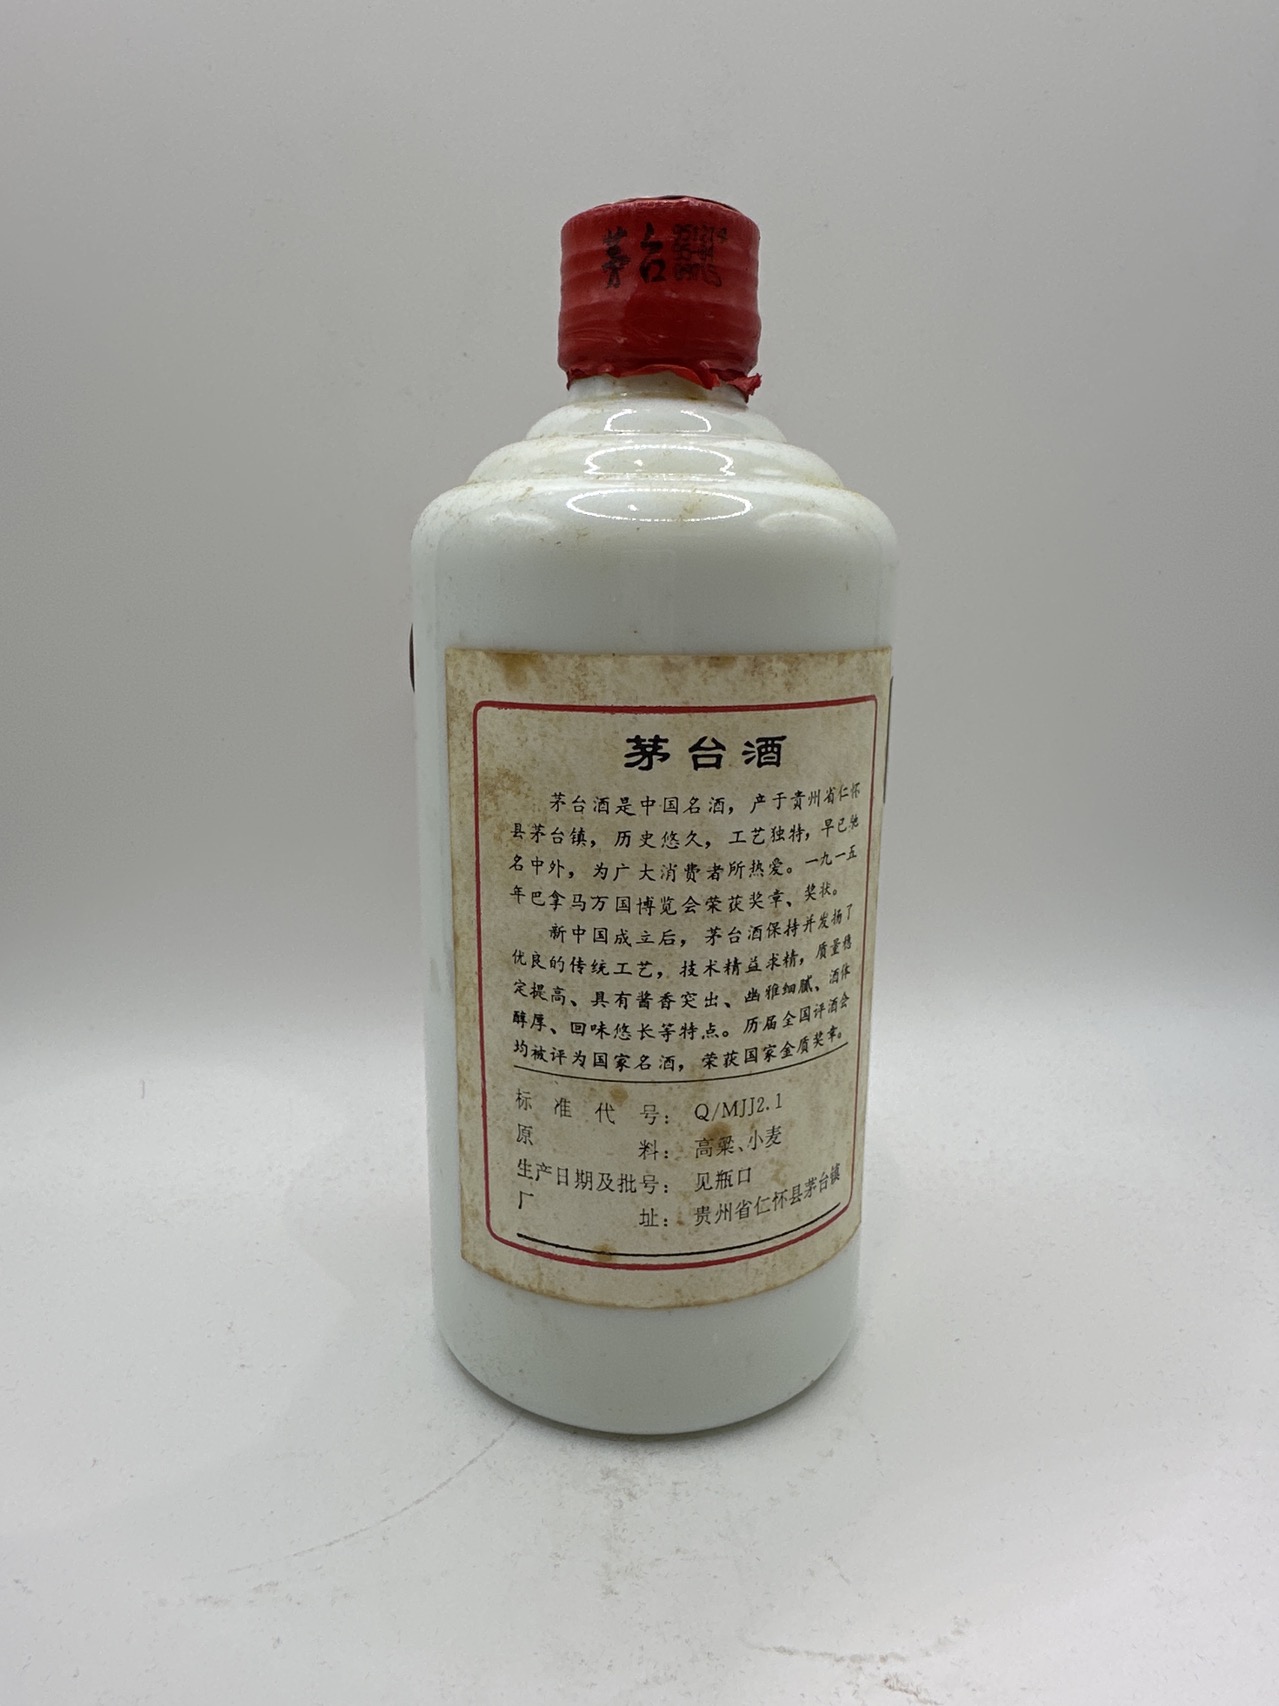 茅台
茅台酒
茅台酒是中国名酒，产于贵州省仁怀
县茅台镇，历史悠久，工艺独特，早已驰
名中外，为广大消费者所热爱。一九一五
年巴拿马万国博览会荣获奖章、奖状。
新中国成立后，茅台酒保持并发扬了
优良的传统工艺，技术精益求精，质量稳
定提高、具有酱香突出、幽雅细腻、酒体
醇厚、回味悠长等特点。历届全国评酒会
均被评为国家名酒，荣获国家金质奖章。
标准代号：Q/MJJ2.1
原料：高粱、小麦
生产日期及批号：见瓶口
厂址：贵州省仁怀县茅台镇